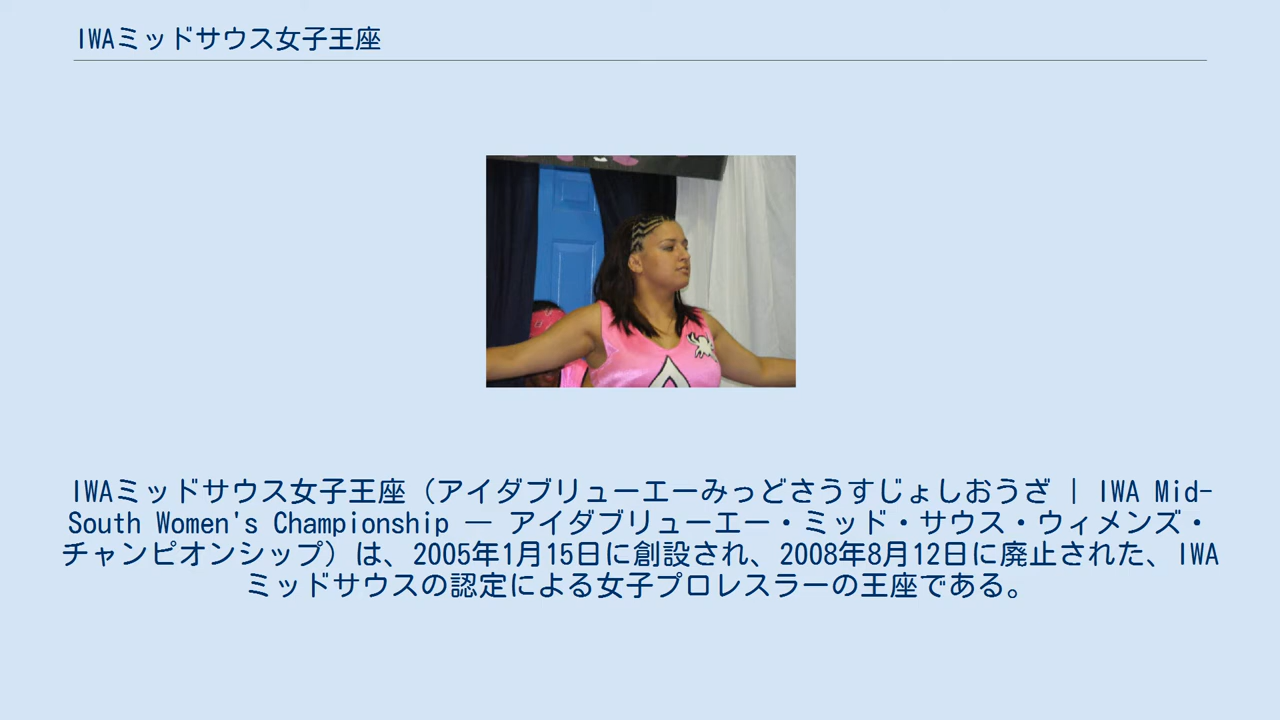 IWAミッドサウス女子王座
IWAミッドサウス女子王座（アイダブリューエーみっどさうすじょしおうざ | IWA Mid-
South Women's Championship ― アイダブリューエー・ミッド・サウス・ウィメンズ・
チャンピオンシップ）は、2005年1月15日に創設され、2008年8月12日に廃止された、IWA
ミッドサウスの認定による女子プロレスラーの王座である。